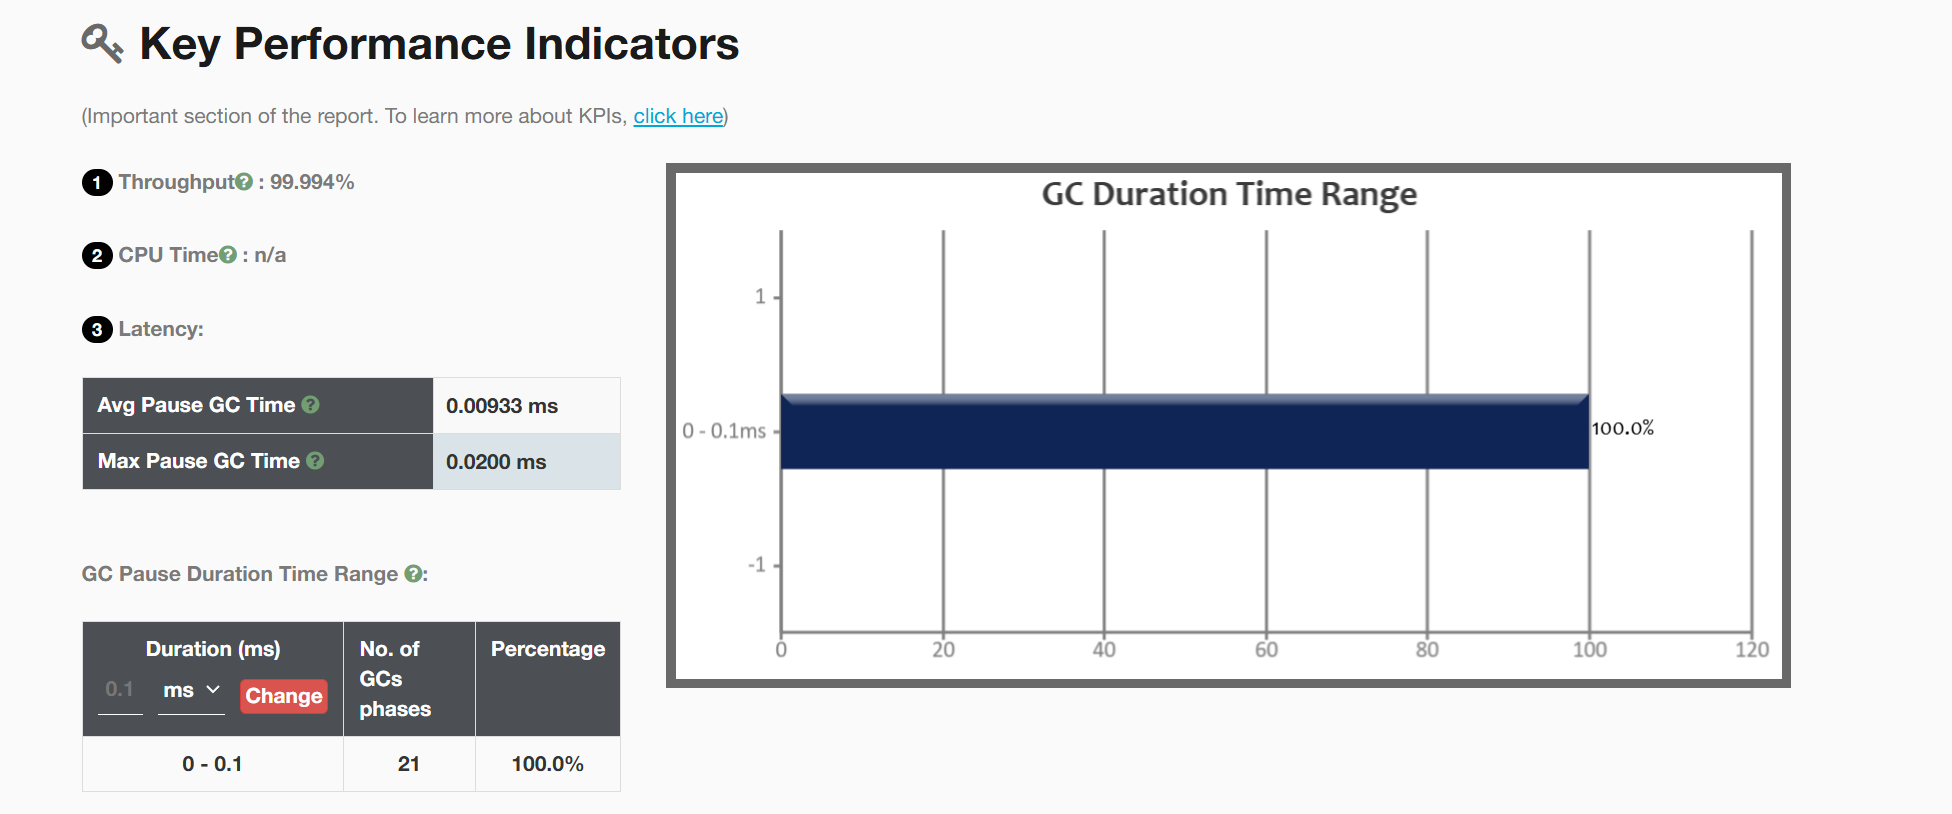 Key Performance Indicators
(Important section of the report. To learn more about KPIs, click here)
1 Throughput? : 99.994%
2 CPU Time? : n/a
3 Latency:
Avg Pause GC Time ? 0.00933 ms
Max Pause GC Time ? 0.0200 ms
GC Pause Duration Time Range ?:
Duration (ms)
0.1 ms Change
No. of
GCs
phases
Percentage
0 - 0.1 21 100.0%
GC Duration Time Range
1
0 - 0.1ms
100.0%
-1
0 20 40 60 80 100 120